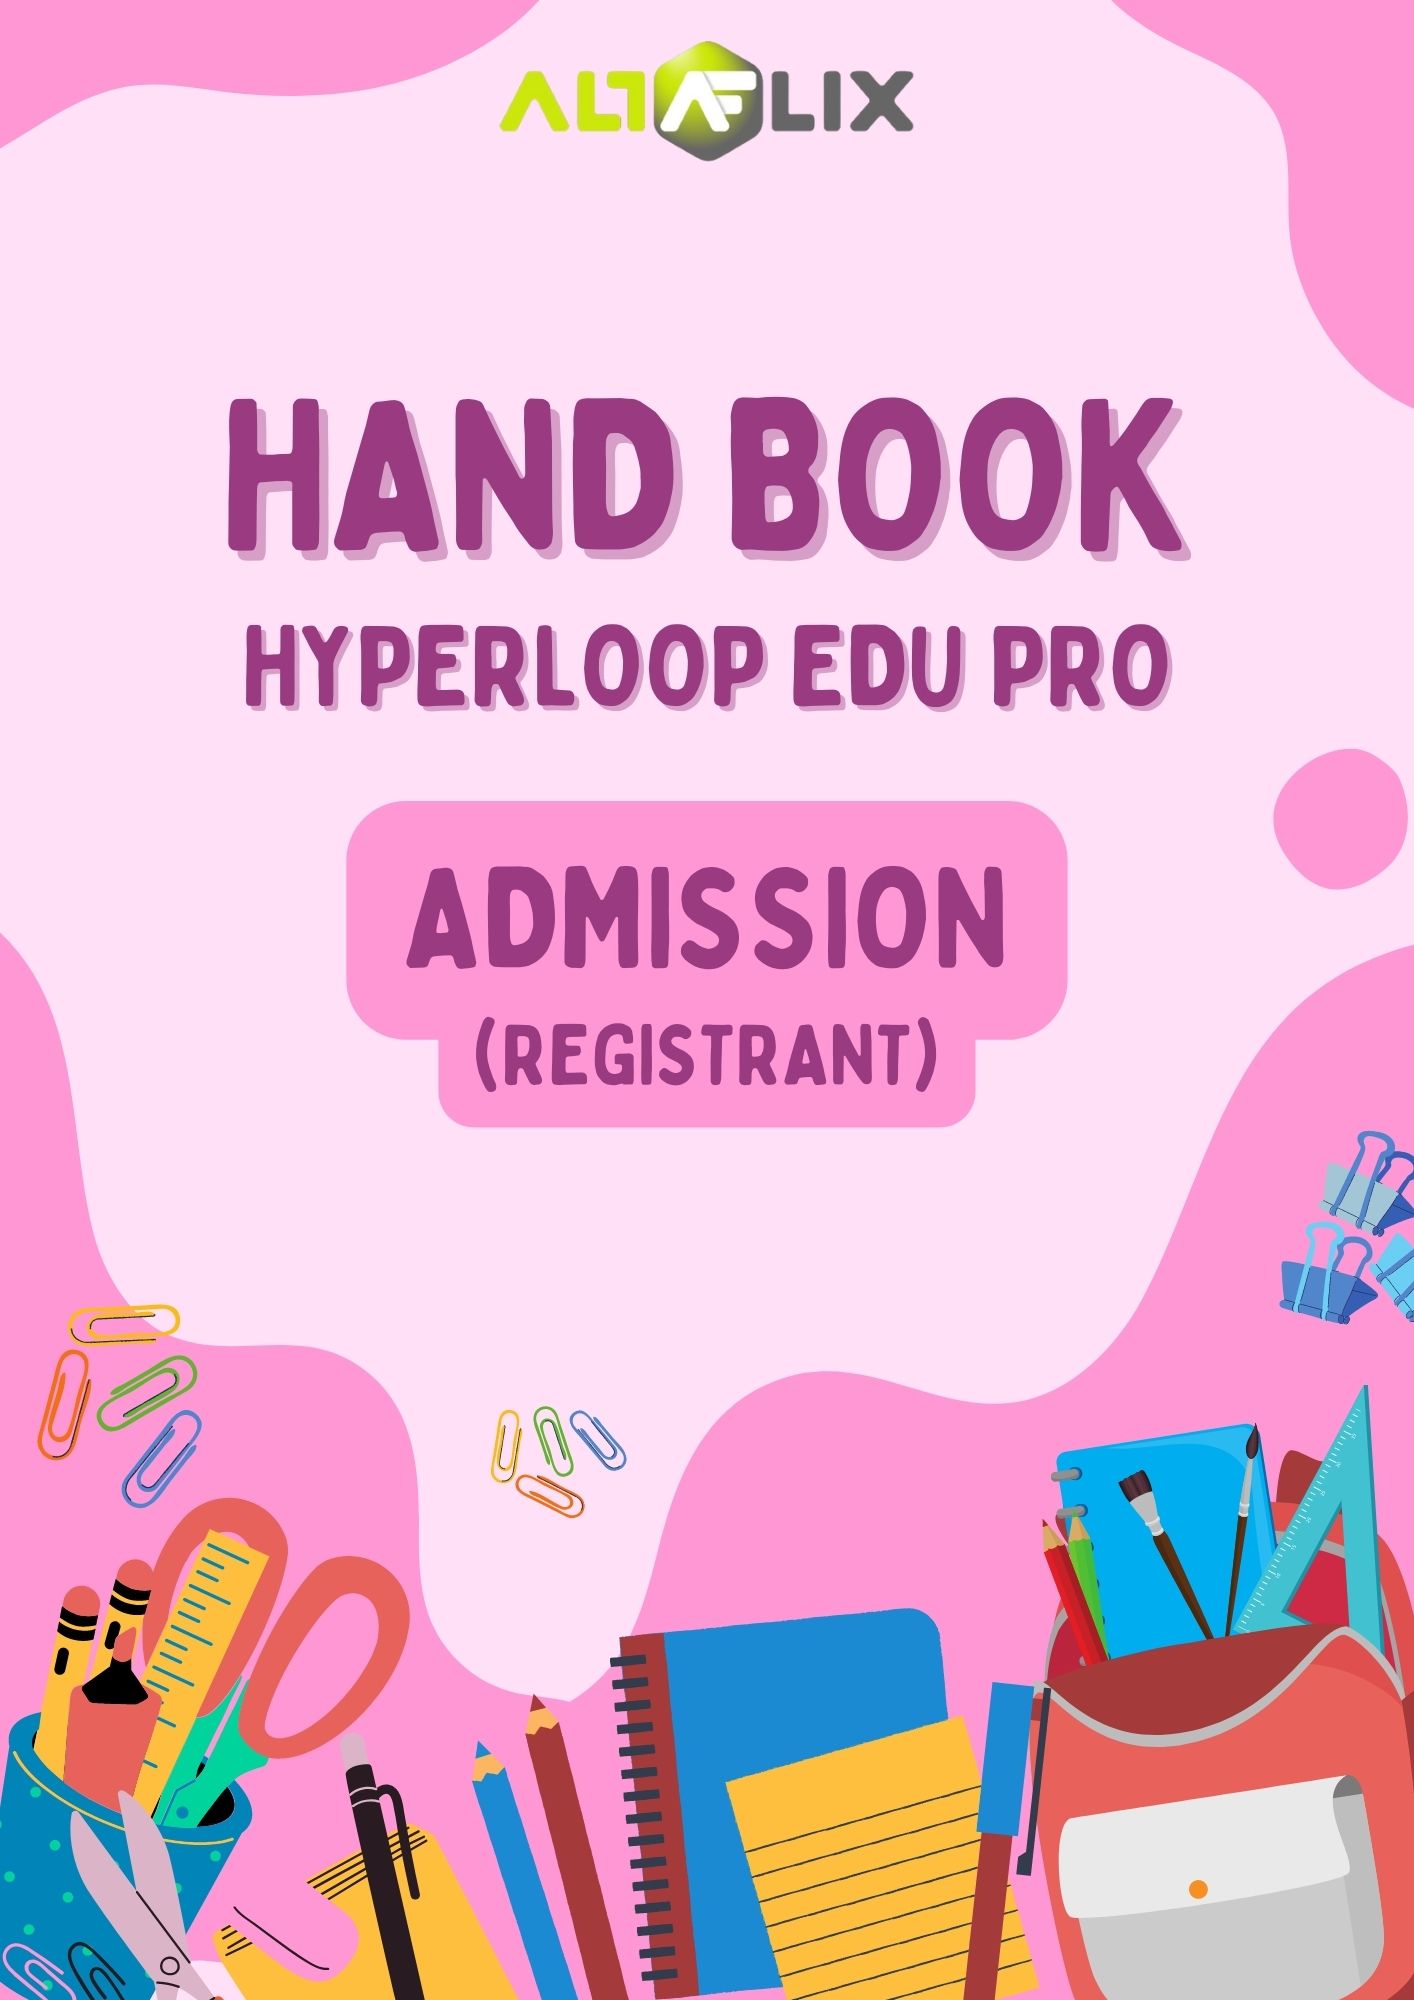 ALTAFLIX
HAND BOOK
HYPERLOOP EDU PRO
ADMISSION
(REGISTRANT)